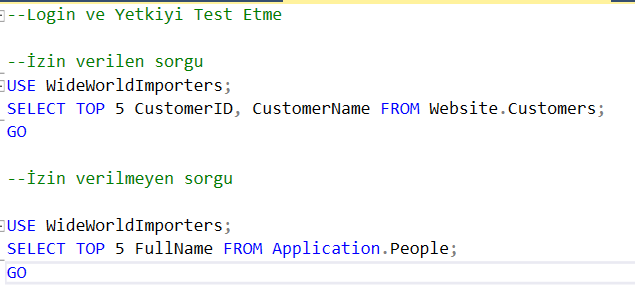 --Login ve Yetkiyi Test Etme
--İzin verilen sorgu
USE WideWorldImporters;
SELECT TOP 5 CustomerID, CustomerName FROM Website.Customers;
GO
--İzin verilmeyen sorgu
USE WideWorldImporters;
SELECT TOP 5 FullName FROM Application.People;
GO